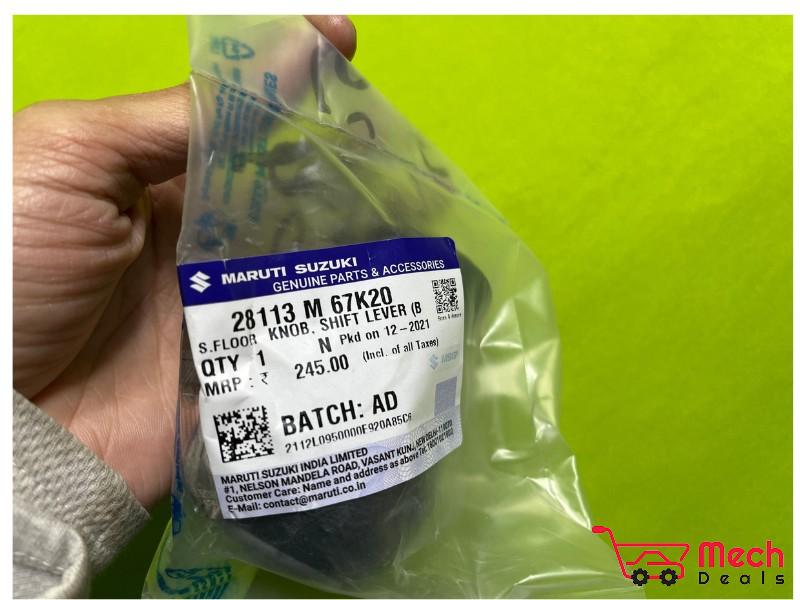 MARUTI SUZUKI
GENUINE PARTS & ACCESSORIES
28113 M 67K20
S.FLOOR KNOB, SHIFT LEVER (B
QTY 1 N Pkd on 12-2021
MRP : ₹ 245.00 (Incl. of all Taxes)
BATCH: AD
MARUTI SUZUKI INDIA LIMITED
#1, NELSON MANDELA ROAD, VASANT KUNJ, NEW DELHI-110070
Customer Care: Name and address as above
E-Mail: contact@maruti.co.in
Mech
Deals